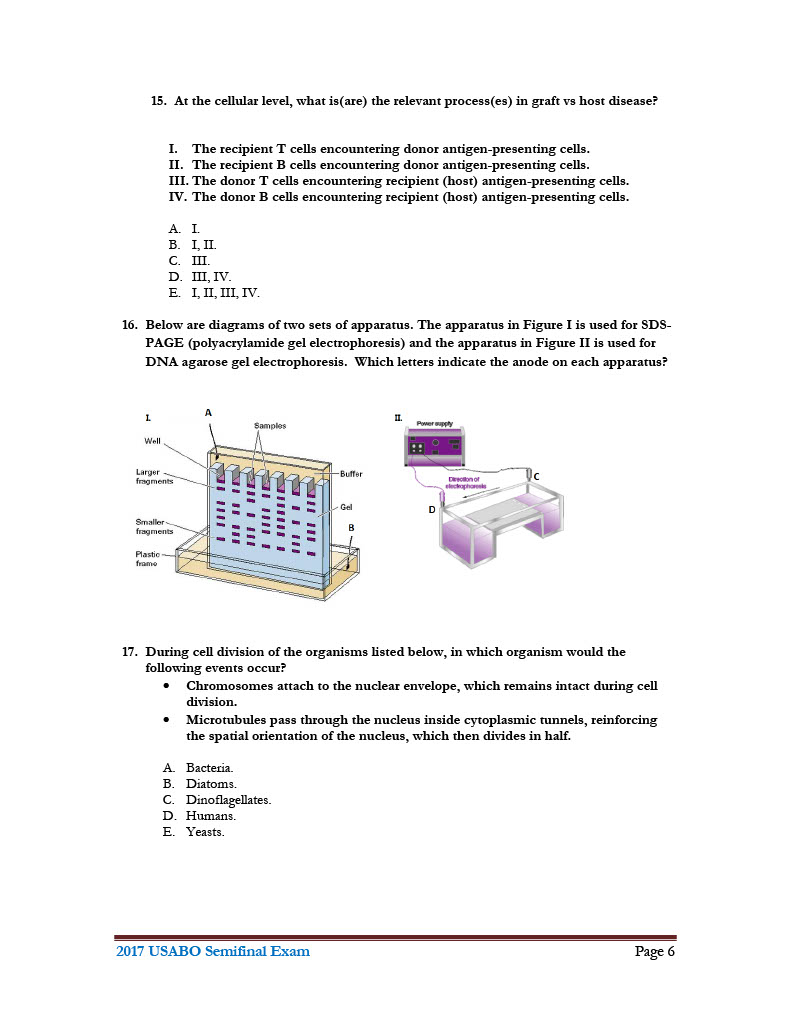 15. At the cellular level, what is(are) the relevant process(es) in graft vs host disease?
I. The recipient T cells encountering donor antigen-presenting cells.
II. The recipient B cells encountering donor antigen-presenting cells.
III. The donor T cells encountering recipient (host) antigen-presenting cells.
IV. The donor B cells encountering recipient (host) antigen-presenting cells.
A. I.
B. I, II.
C. III.
D. III, IV.
E. I, II, III, IV.
16. Below are diagrams of two sets of apparatus. The apparatus in Figure I is used for SDS-
PAGE (polyacrylamide gel electrophoresis) and the apparatus in Figure II is used for
DNA agarose gel electrophoresis. Which letters indicate the anode on each apparatus?
I.
A
Samples
Well
Larger
fragments
Buffer
Gel
Smaller
fragments
B
Plastic
frame
II.
Power supply
Direction of
electrophoresis
C
D
17. During cell division of the organisms listed below, in which organism would the
following events occur?
• Chromosomes attach to the nuclear envelope, which remains intact during cell
division.
• Microtubules pass through the nucleus inside cytoplasmic tunnels, reinforcing
the spatial orientation of the nucleus, which then divides in half.
A. Bacteria.
B. Diatoms.
C. Dinoflagellates.
D. Humans.
E. Yeasts.
2017 USABO Semifinal Exam Page 6